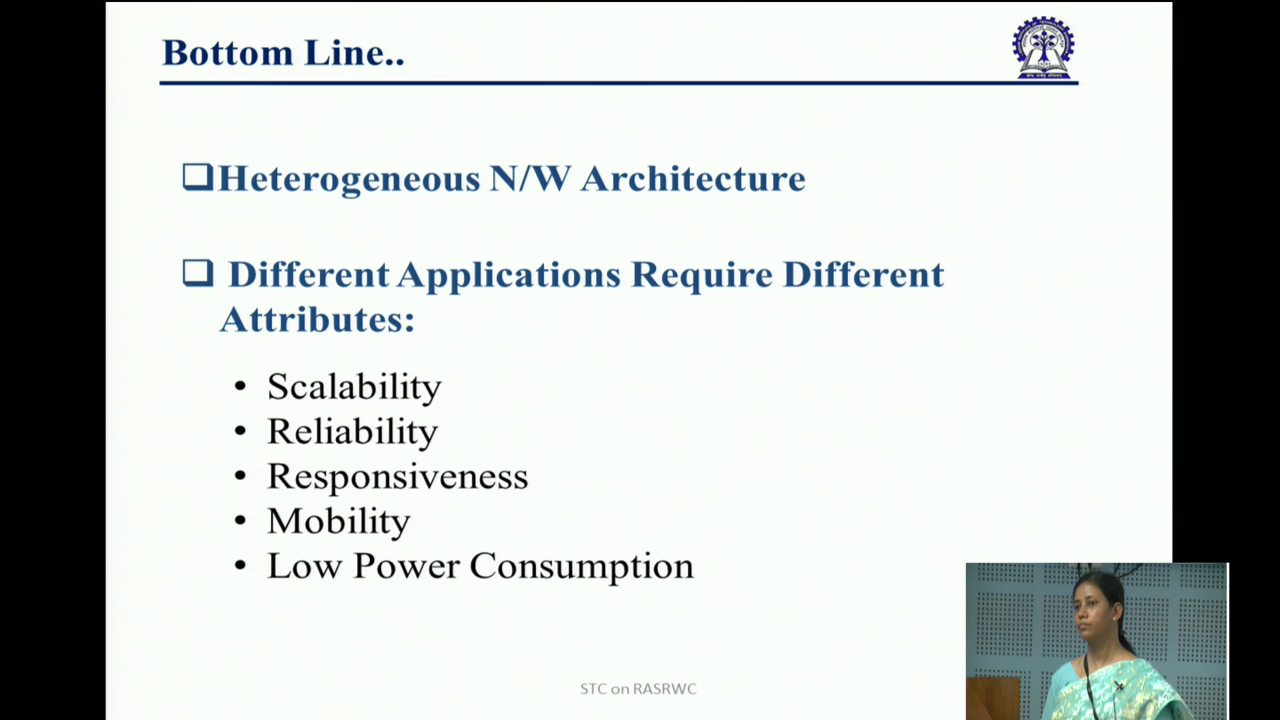 Bottom Line..
❑Heterogeneous N/W Architecture
❑ Different Applications Require Different
Attributes:
• Scalability
• Reliability
• Responsiveness
• Mobility
• Low Power Consumption
STC on RASRWC